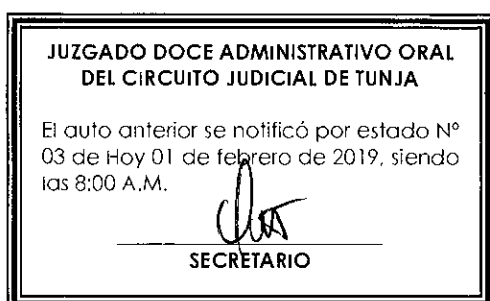 JUZGADO DOCE ADMINISTRATIVO ORAL
DEL CIRCUITO JUDICIAL DE TUNJA
El auto anterior se notificó por estado Nº
03 de Hoy 01 de febrero de 2019, siendo
las 8:00 A.M.
SECRETARIO